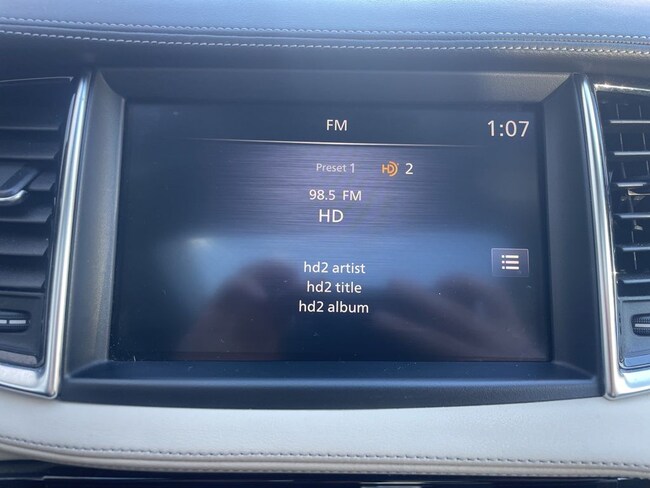 FM
1:07
Preset 1 HD 2
98.5 FM
HD
hd2 artist
hd2 title
hd2 album